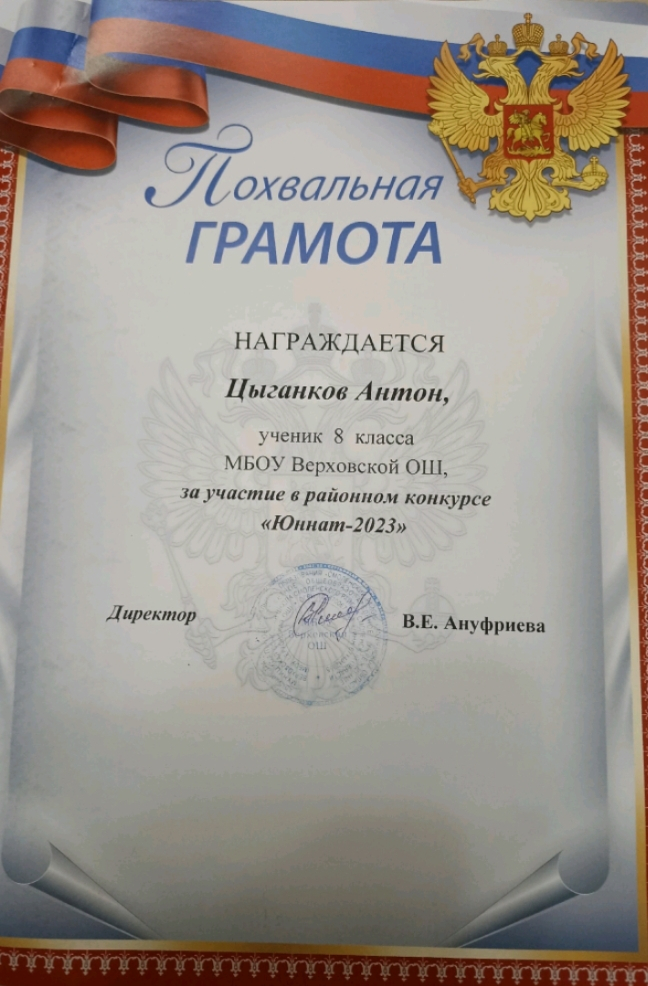 Похвальная
ГРАМОТА
НАГРАЖДАЕТСЯ
Цыганков Антон,
ученик 8 класса
МБОУ Верховской ОШ,
за участие в районном конкурсе
«Юннат-2023»
Директор
В.Е. Ануфриева
ОШ